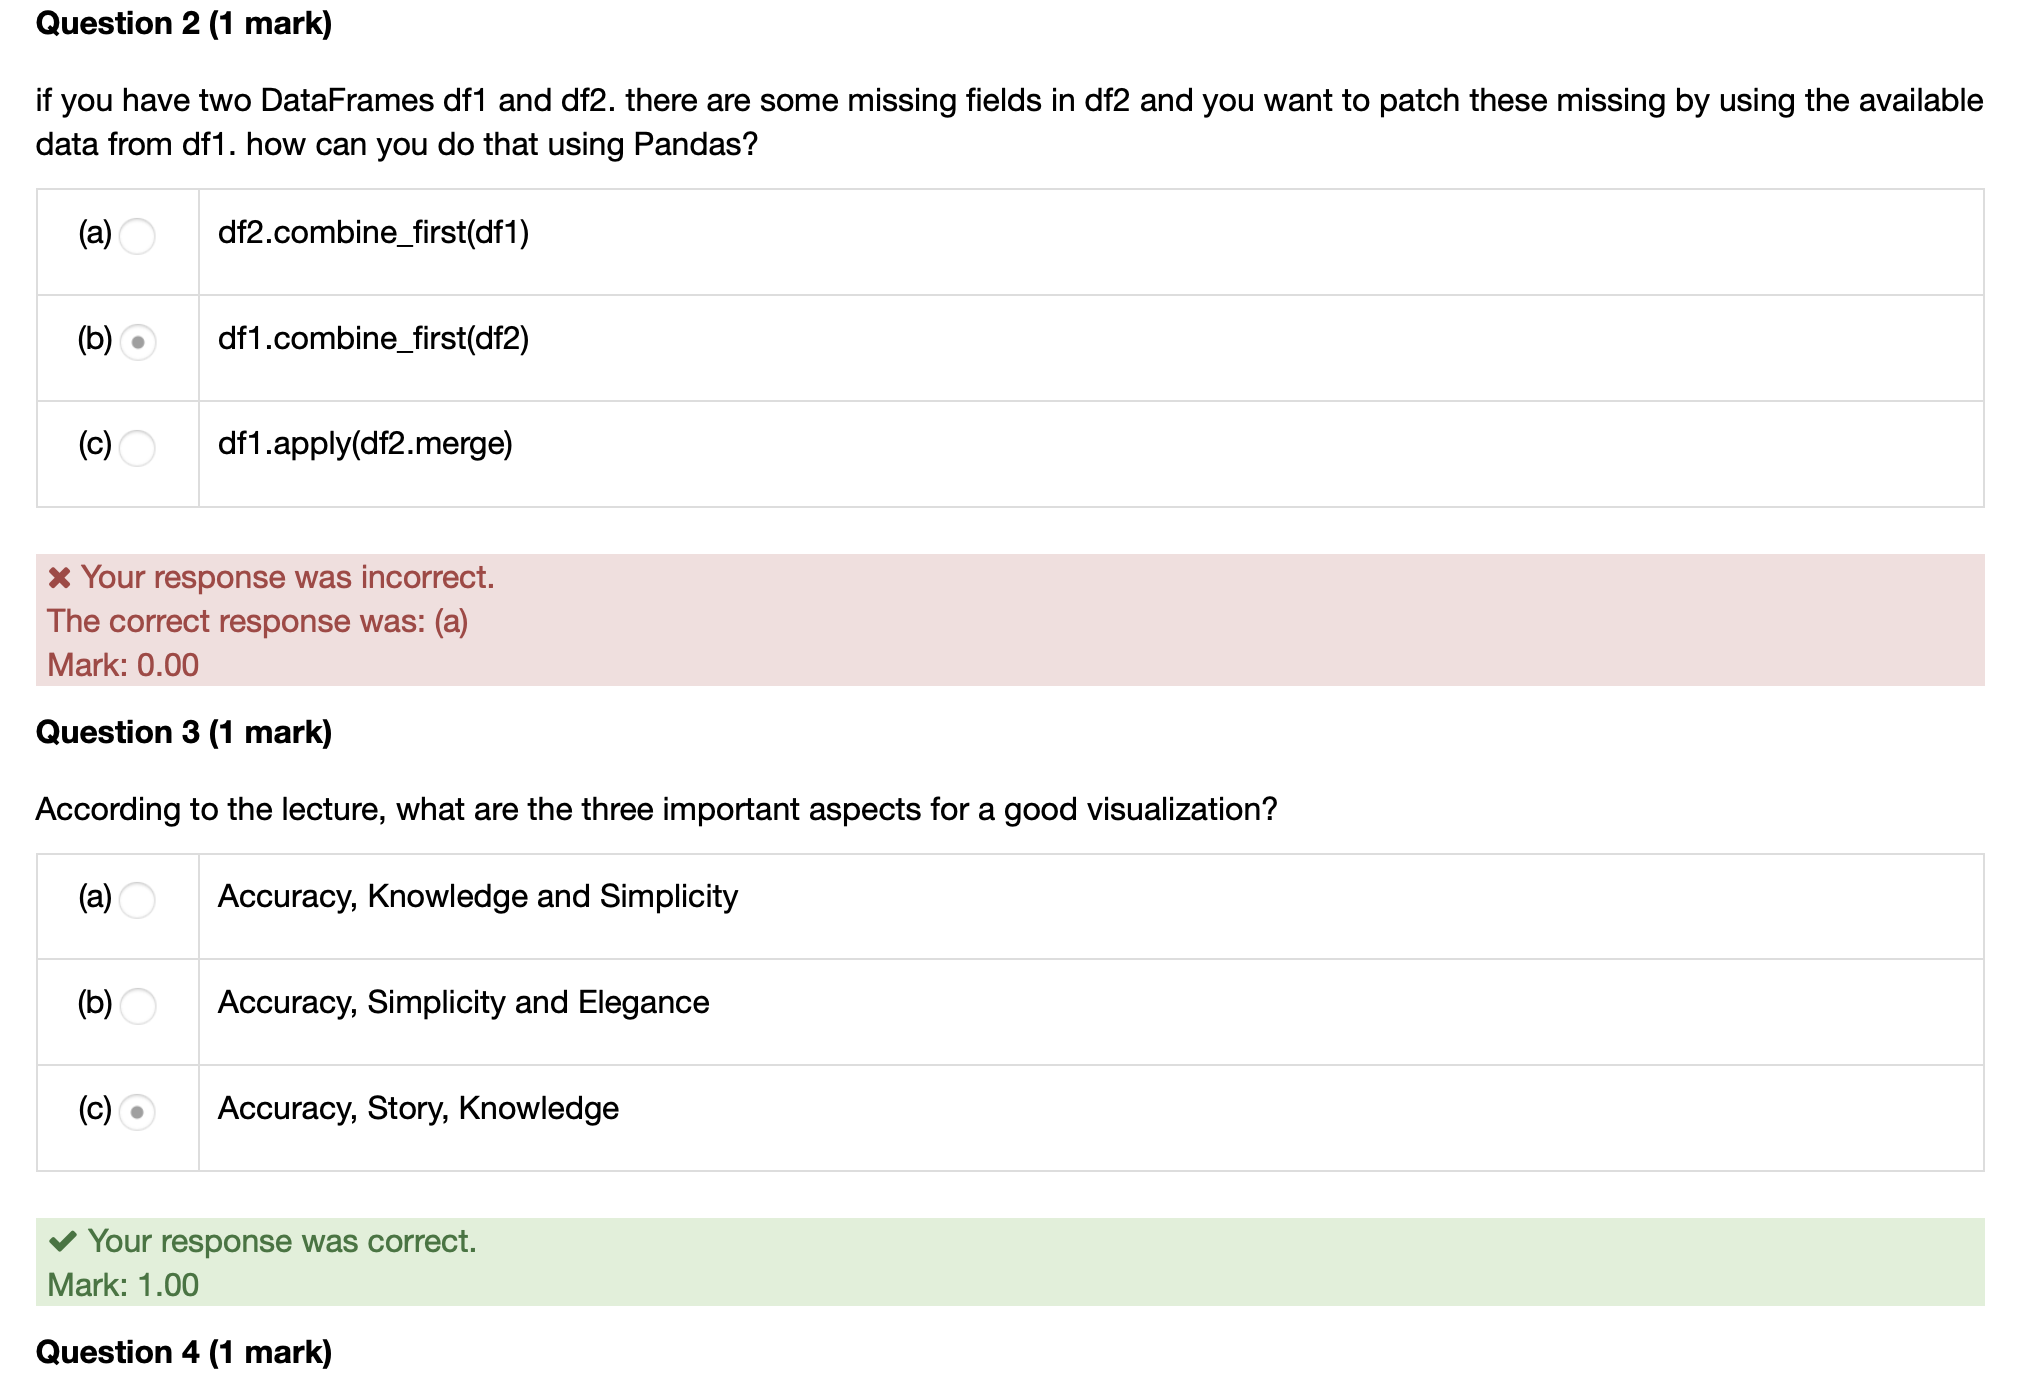 Question 2 (1 mark)
if you have two DataFrames df1 and df2. there are some missing fields in df2 and you want to patch these missing by using the available
data from df1. how can you do that using Pandas?
(a) df2.combine_first(df1)
(b) df1.combine_first(df2)
(c) df1.apply(df2.merge)
✖ Your response was incorrect.
The correct response was: (a)
Mark: 0.00
Question 3 (1 mark)
According to the lecture, what are the three important aspects for a good visualization?
(a) Accuracy, Knowledge and Simplicity
(b) Accuracy, Simplicity and Elegance
(c) Accuracy, Story, Knowledge
✔ Your response was correct.
Mark: 1.00
Question 4 (1 mark)